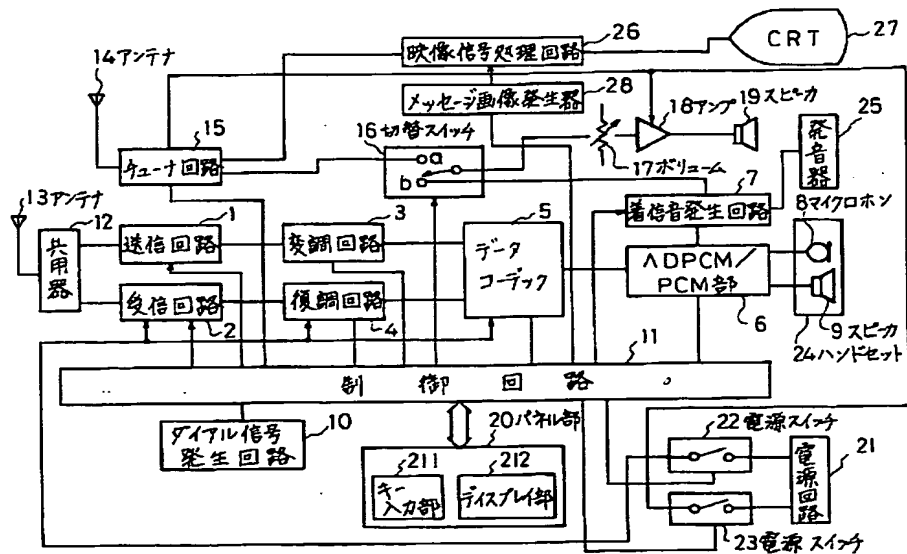 14アンテナ
映像信号処理回路
26
CRT
27
メッセージ画像発生器
28
15
チューナ回路
16切替スイッチ
a
b
17ボリューム
18アンプ
19スピーカ
発音器
25
13アンテナ
12
共用器
1
送信回路
3
変調回路
5
データ
コーデック
7
着信音発生回路
8マイクロホン
受信回路
2
復調回路
4
ADPCM/
PCM部
6
9スピーカ
24ハンドセット
11
制御回路
ダイアル信号
発生回路
10
20パネル部
211
キー
入力部
212
ディスプレイ部
22電源スイッチ
電源回路
21
23電源スイッチ